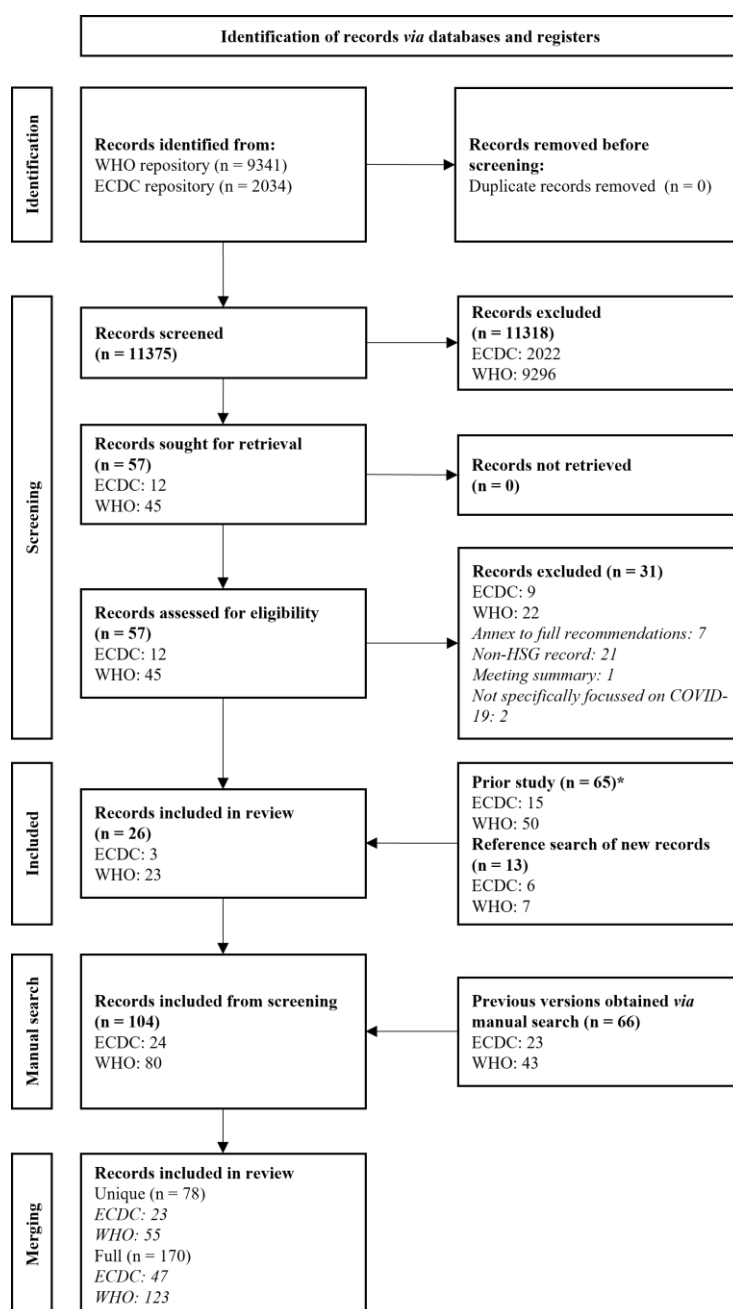 Identification of records via databases and registers
Identification
Records identified from:
WHO repository (n = 9341)
ECDC repository (n = 2034)
Records removed before
screening:
Duplicate records removed (n = 0)
Screening
Records screened
(n = 11375)
Records excluded
(n = 11318)
ECDC: 2022
WHO: 9296
Records sought for retrieval
(n = 57)
ECDC: 12
WHO: 45
Records not retrieved
(n = 0)
Records assessed for eligibility
(n = 57)
ECDC: 12
WHO: 45
Records excluded (n = 31)
ECDC: 9
WHO: 22
Annex to full recommendations: 7
Non-HSG record: 21
Meeting summary: 1
Not specifically focussed on COVID-
19: 2
Included
Records included in review
(n = 26)
ECDC: 3
WHO: 23
Prior study (n = 65)*
ECDC: 15
WHO: 50
Reference search of new records
(n = 13)
ECDC: 6
WHO: 7
Manual search
Records included from screening
(n = 104)
ECDC: 24
WHO: 80
Previous versions obtained via
manual search (n = 66)
ECDC: 23
WHO: 43
Merging
Records included in review
Unique (n = 78)
ECDC: 23
WHO: 55
Full (n = 170)
ECDC: 47
WHO: 123